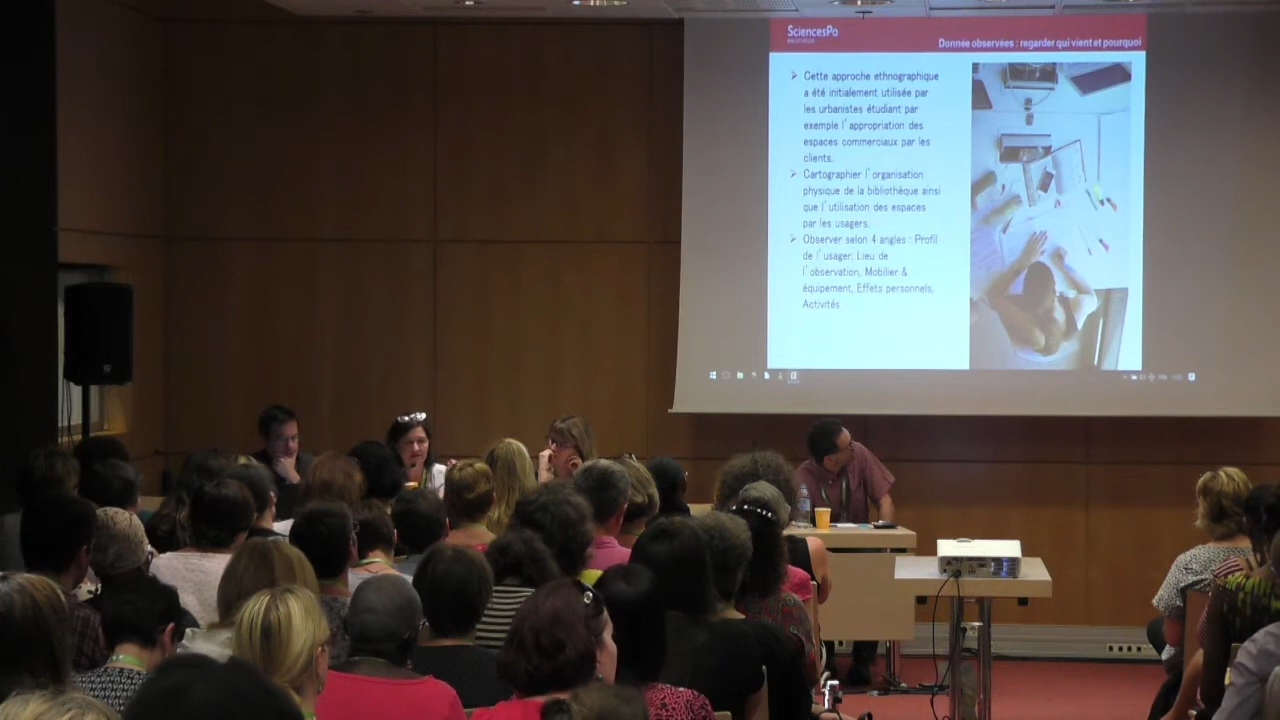 SciencesPo
Donnée observées : regarder qui vient et pourquoi
➢ Cette approche ethnographique
a été initialement utilisée par
les urbanistes étudiant par
exemple l'appropriation des
espaces commerciaux par les
clients.
➢ Cartographier l'organisation
physique de la bibliothèque ainsi
que l'utilisation des espaces
par les usagers.
➢ Observer selon 4 angles : Profil
de l'usager, Lieu de
l'observation, Mobilier &
équipement, Effets personnels,
Activités